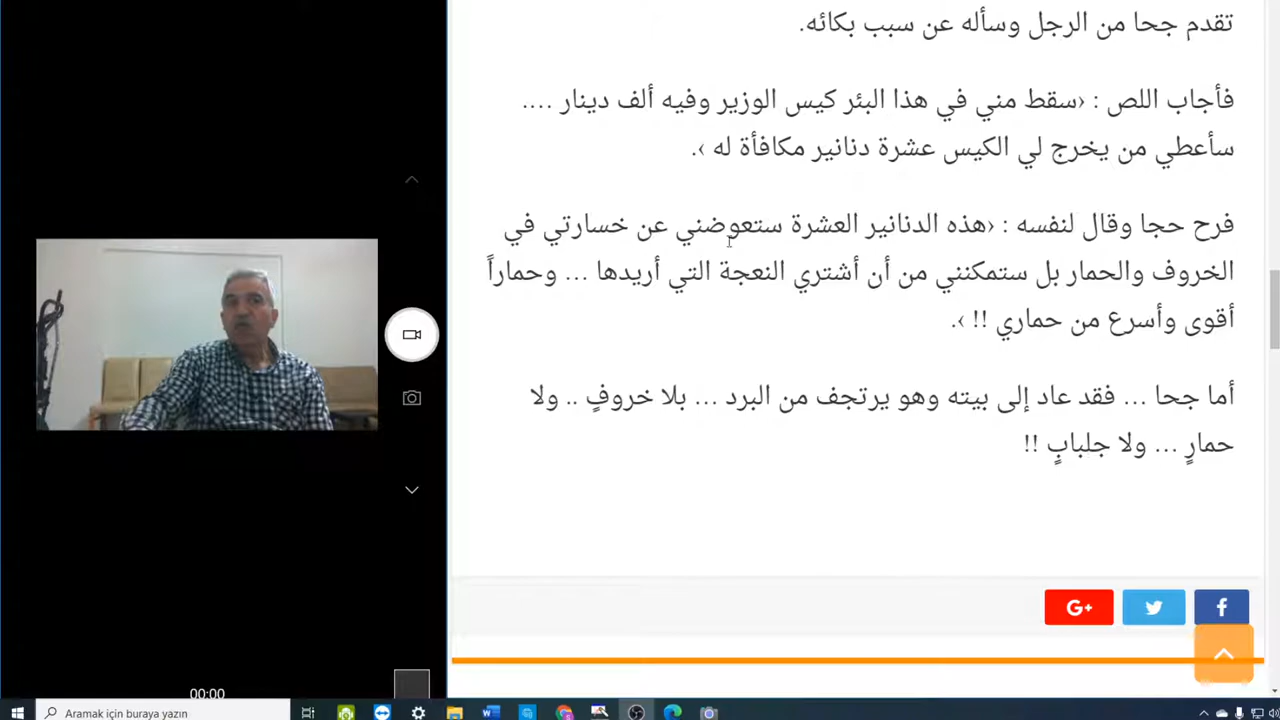 تقدم جحا من الرجل وسأله عن سبب بكائه.
فأجاب اللص : ‹سقط مني في هذا البئر كيس الوزير وفيه ألف دينار ....
سأعطي من يخرج لي الكيس عشرة دنانير مكافأة له ›.
فرح حجا وقال لنفسه : ‹هذه الدنانير العشرة ستعوضني عن خسارتي في
الخروف والحمار بل ستمكنني من أن أشتري النعجة التي أريدها ... وحماراً
أقوى وأسرع من حماري !! ›.
أما جحا ... فقد عاد إلى بيته وهو يرتجف من البرد ... بلا خروفٍ .. ولا
حمارٍ ... ولا جلبابٍ !!
G+
00:00
Aramak için buraya yazın